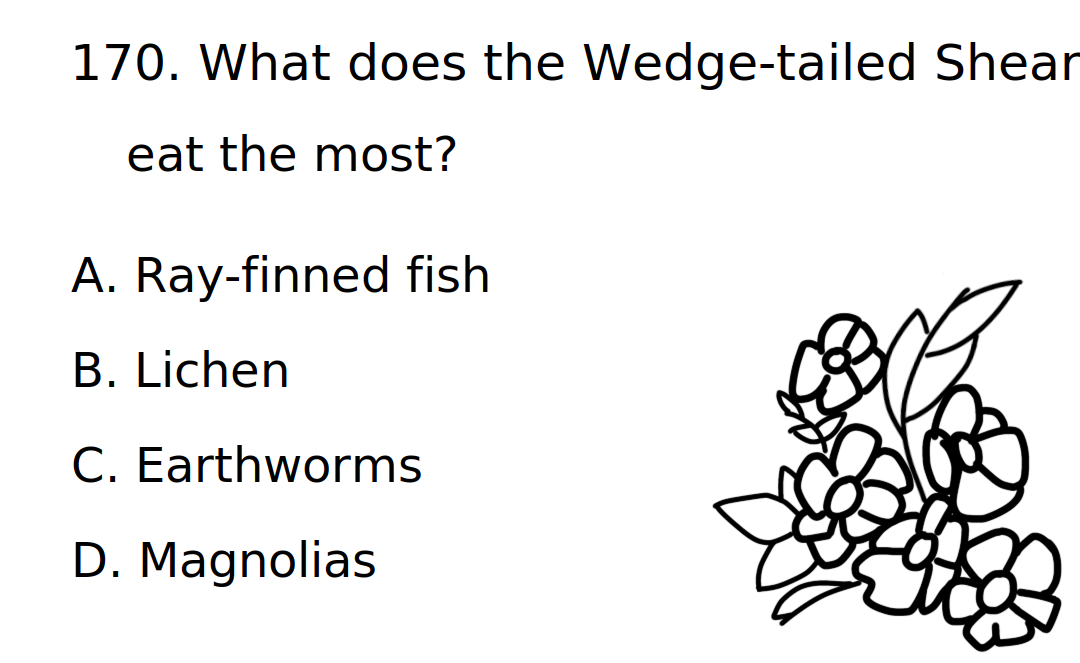 170. What does the Wedge-tailed Shear
eat the most?
A. Ray-finned fish
B. Lichen
C. Earthworms
D. Magnolias